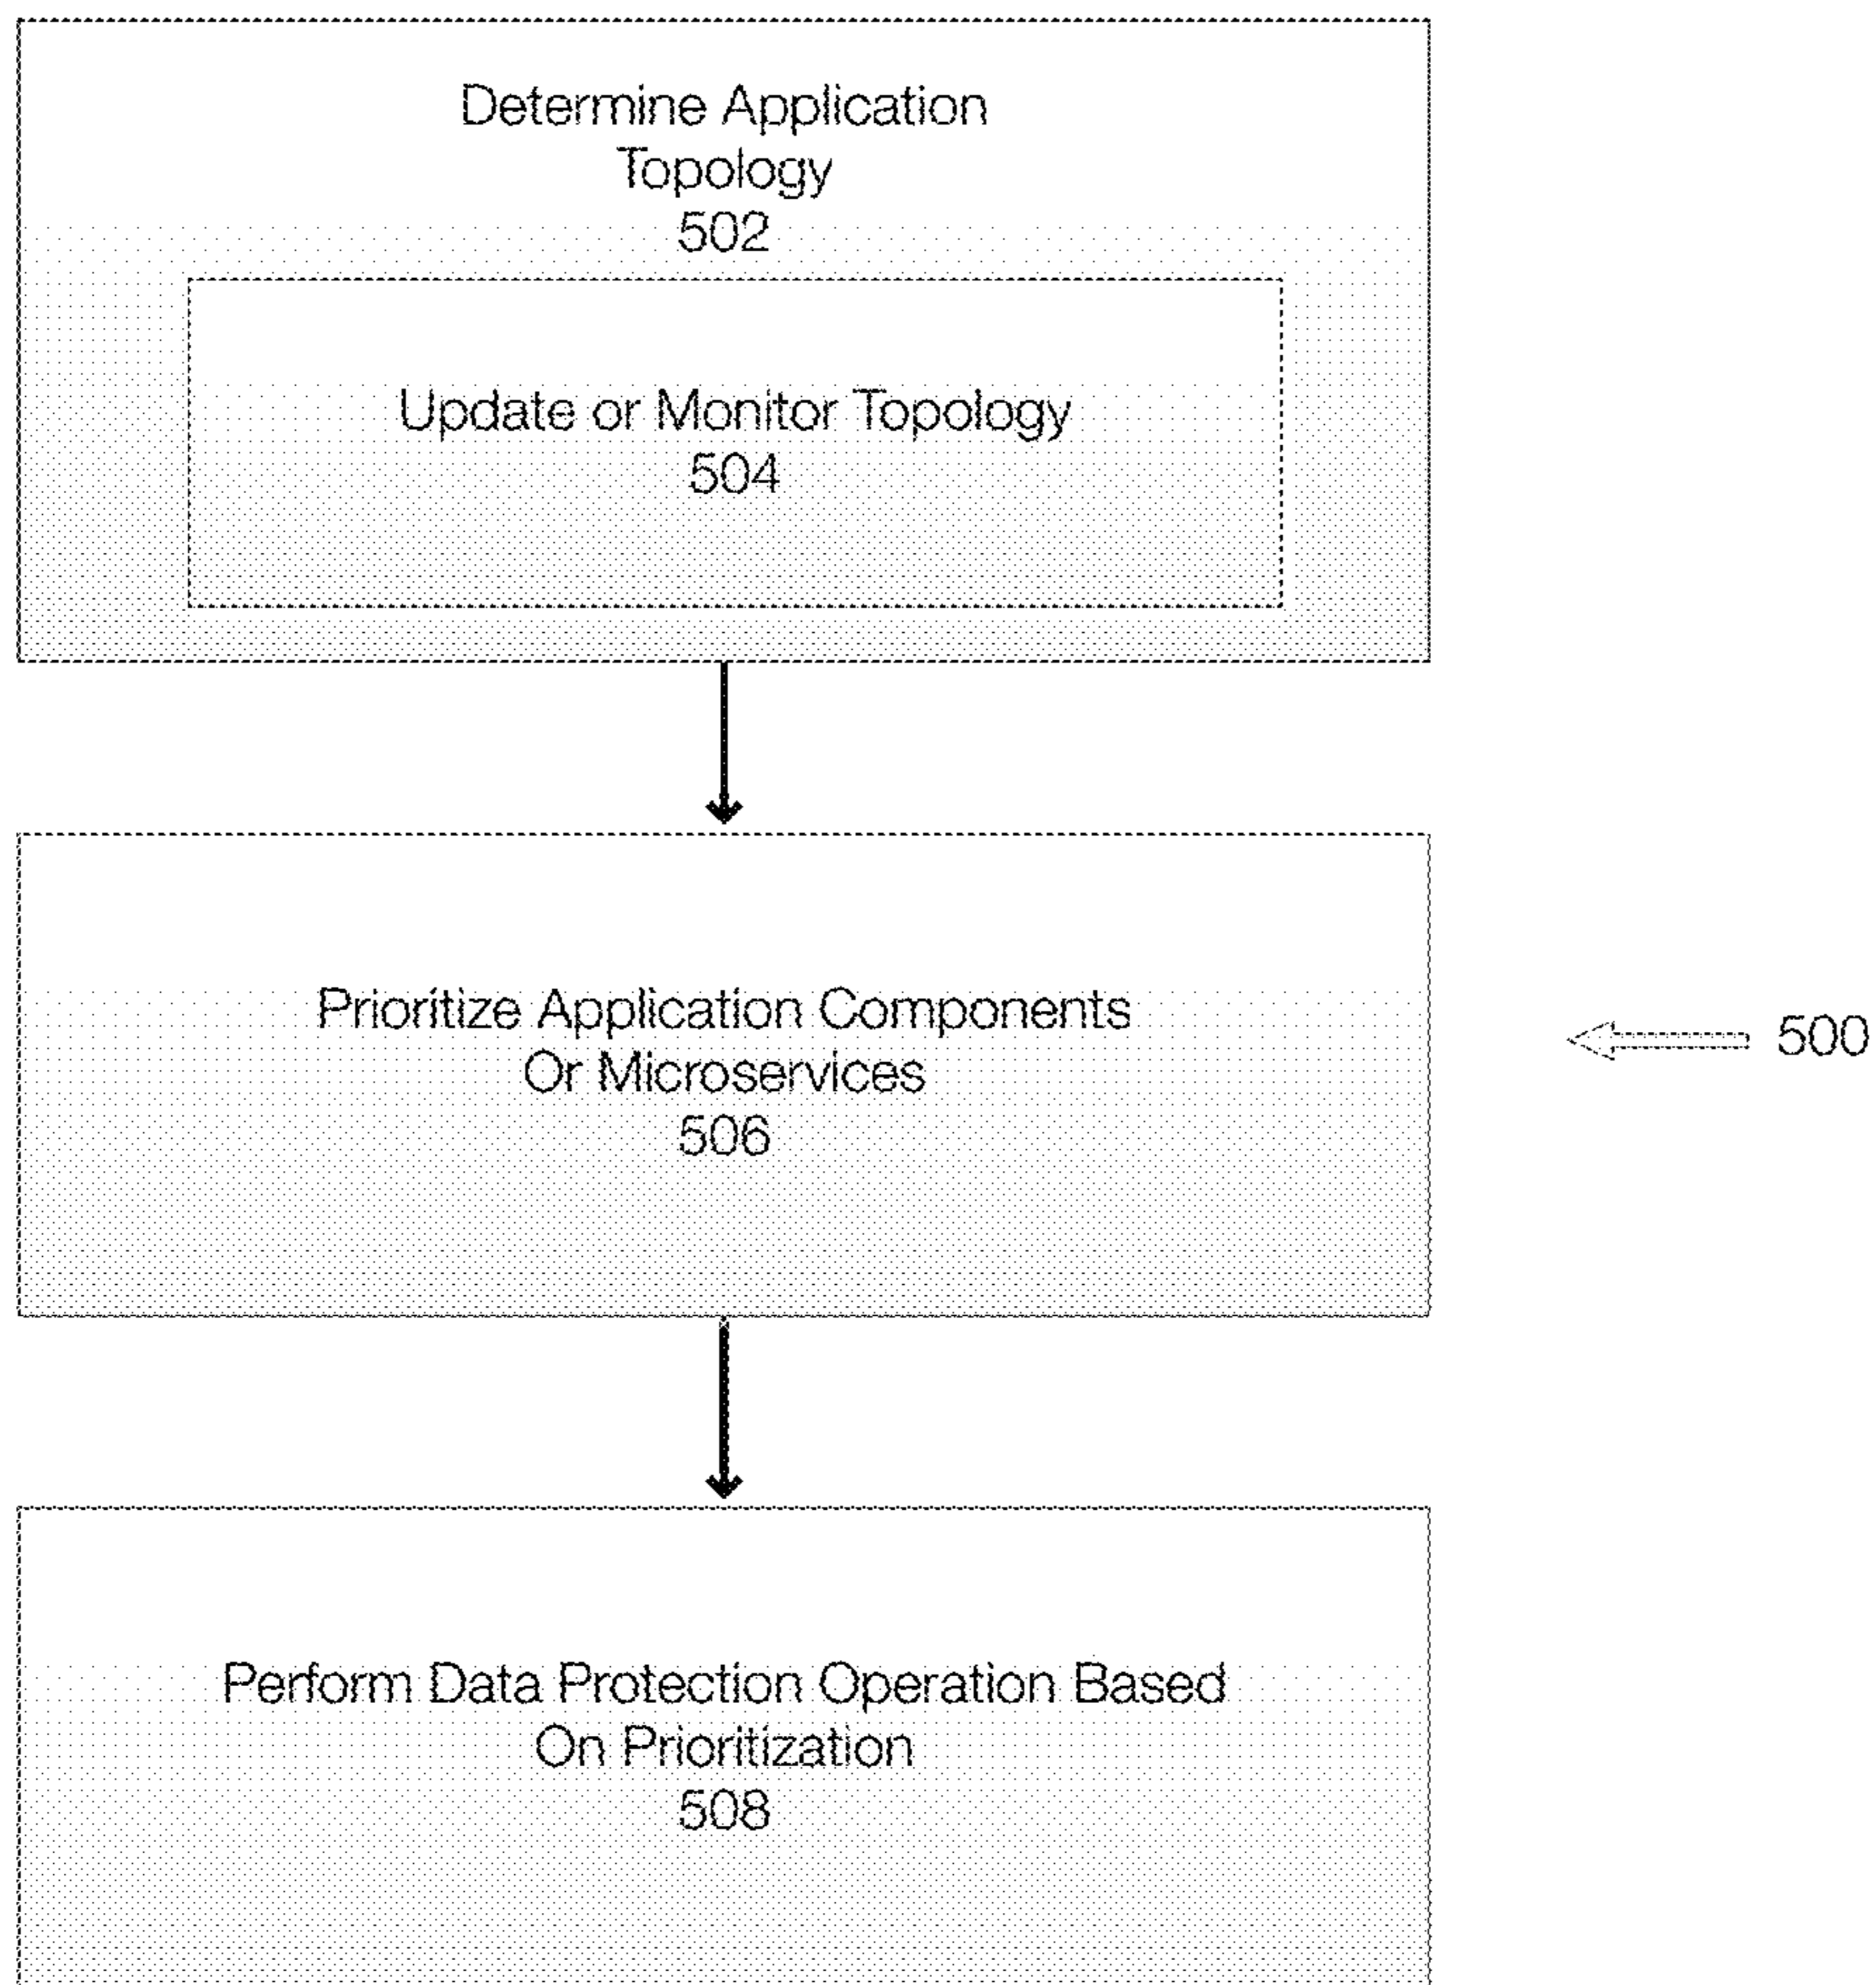 Determine Application
Topology
502
Update or Monitor Topology
504
Prioritize Application Components
Or Microservices
506
500
Perform Data Protection Operation Based
On Prioritization
508